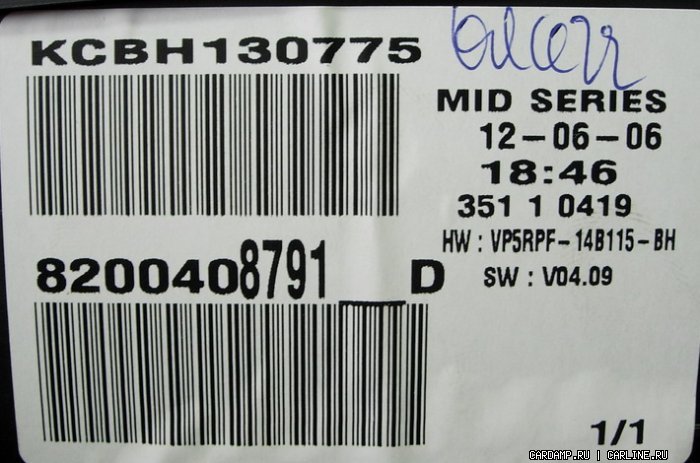 KCBH130775
MID SERIES
12-06-06
18:46
351 1 0419
HW : VP5RPF-14B115-BH
8200408791__D
SW : V04.09
1/1
CARDAMP.RU | CARLINE.RU